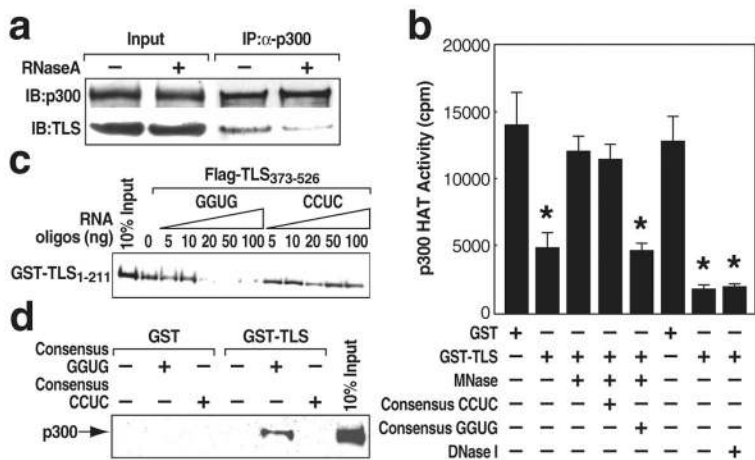 a
Input IP:α-p300
RNaseA − + − +
IB:p300
IB:TLS
c
Flag-TLS373-526
10% Input
GGUG CCUC
RNA
oligos (ng) 0 5 10 20 50 100 5 10 20 50 100
GST-TLS1-211
d
GST GST-TLS
Consensus
GGUG − + − − + −
Consensus
CCUC − − + − − +
10% Input
p300
b
p300 HAT Activity (cpm)
20000
15000
10000
5000
0
* * * *
GST + − − − − + − −
GST-TLS − + + + + − + +
MNase − − + + + − − −
Consensus CCUC − − − + − − − −
Consensus GGUG − − − − + − − −
DNase I − − − − − − − +